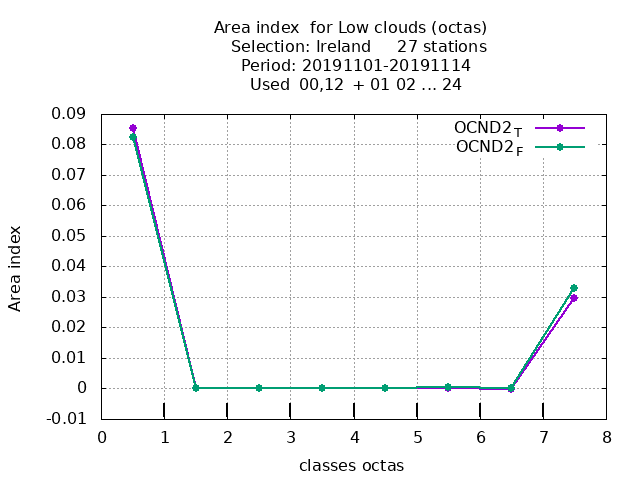 Area index  for Low clouds (octas)
Selection: Ireland     27 stations
Period: 20191101-20191114
Used  00,12  + 01 02 ... 24
OCND2_T
OCND2_F
0.09
0.08
0.07
0.06
0.05
0.04
0.03
0.02
0.01
0
-0.01
Area index
0 1 2 3 4 5 6 7 8
classes octas